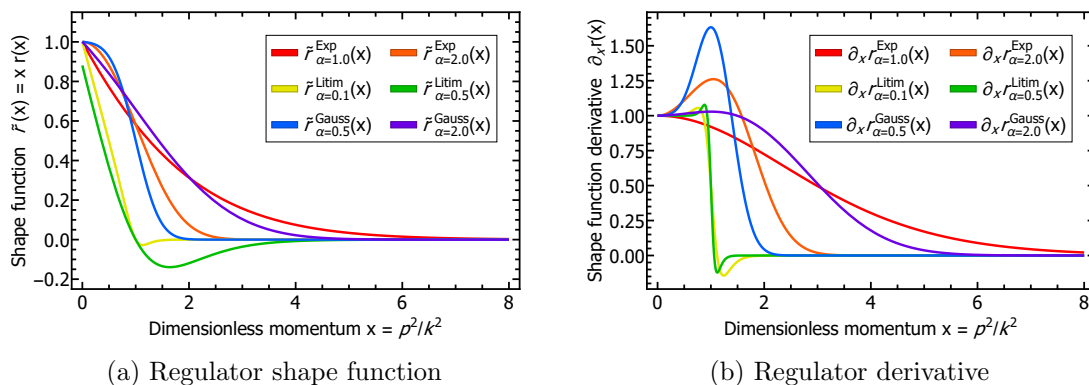 Shape function r̃(x) = x r(x)
1.0
0.8
0.6
0.4
0.2
0.0
−0.2
r̃^Exp_α=1.0(x) r̃^Exp_α=2.0(x)
r̃^Litim_α=0.1(x) r̃^Litim_α=0.5(x)
r̃^Gauss_α=0.5(x) r̃^Gauss_α=2.0(x)
0 2 4 6 8
Dimensionless momentum x = p²/k²
(a) Regulator shape function
Shape function derivative ∂ₓr(x)
1.50
1.25
1.00
0.75
0.50
0.25
0.00
∂ₓr^Exp_α=1.0(x) ∂ₓr^Exp_α=2.0(x)
∂ₓr^Litim_α=0.1(x) ∂ₓr^Litim_α=0.5(x)
∂ₓr^Gauss_α=0.5(x) ∂ₓr^Gauss_α=2.0(x)
0 2 4 6 8
Dimensionless momentum x = p²/k²
(b) Regulator derivative